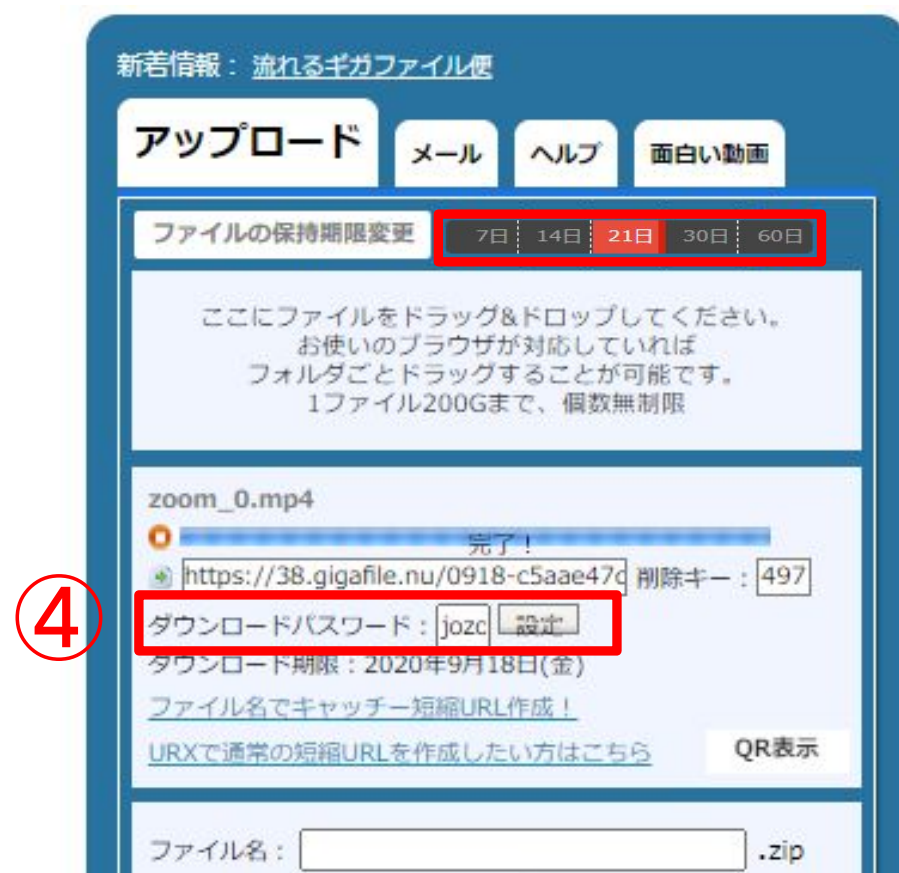 新着情報： 流れるギガファイル便
アップロード メール ヘルプ 面白い動画
ファイルの保持期限変更 7日 14日 21日 30日 60日
ここにファイルをドラッグ&ドロップしてください。
お使いのブラウザが対応していれば
フォルダごとドラッグすることが可能です。
1ファイル200Gまで、個数無制限
zoom_0.mp4
完了！
https://38.gigafile.nu/0918-c5aae47c 削除キー：497
④ ダウンロードパスワード：jozc 設定
ダウンロード期限：2020年9月18日(金)
ファイル名でキャッチー短縮URL作成！
URXで通常の短縮URLを作成したい方はこちら QR表示
ファイル名： .zip